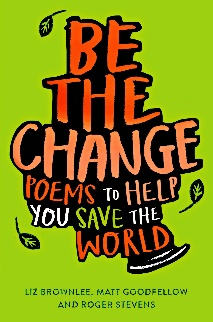 BE
THE
CHANGE
POEMS TO HELP
YOU SAVE THE
WORLD
LIZ BROWNLEE, MATT GOODFELLOW
AND ROGER STEVENS